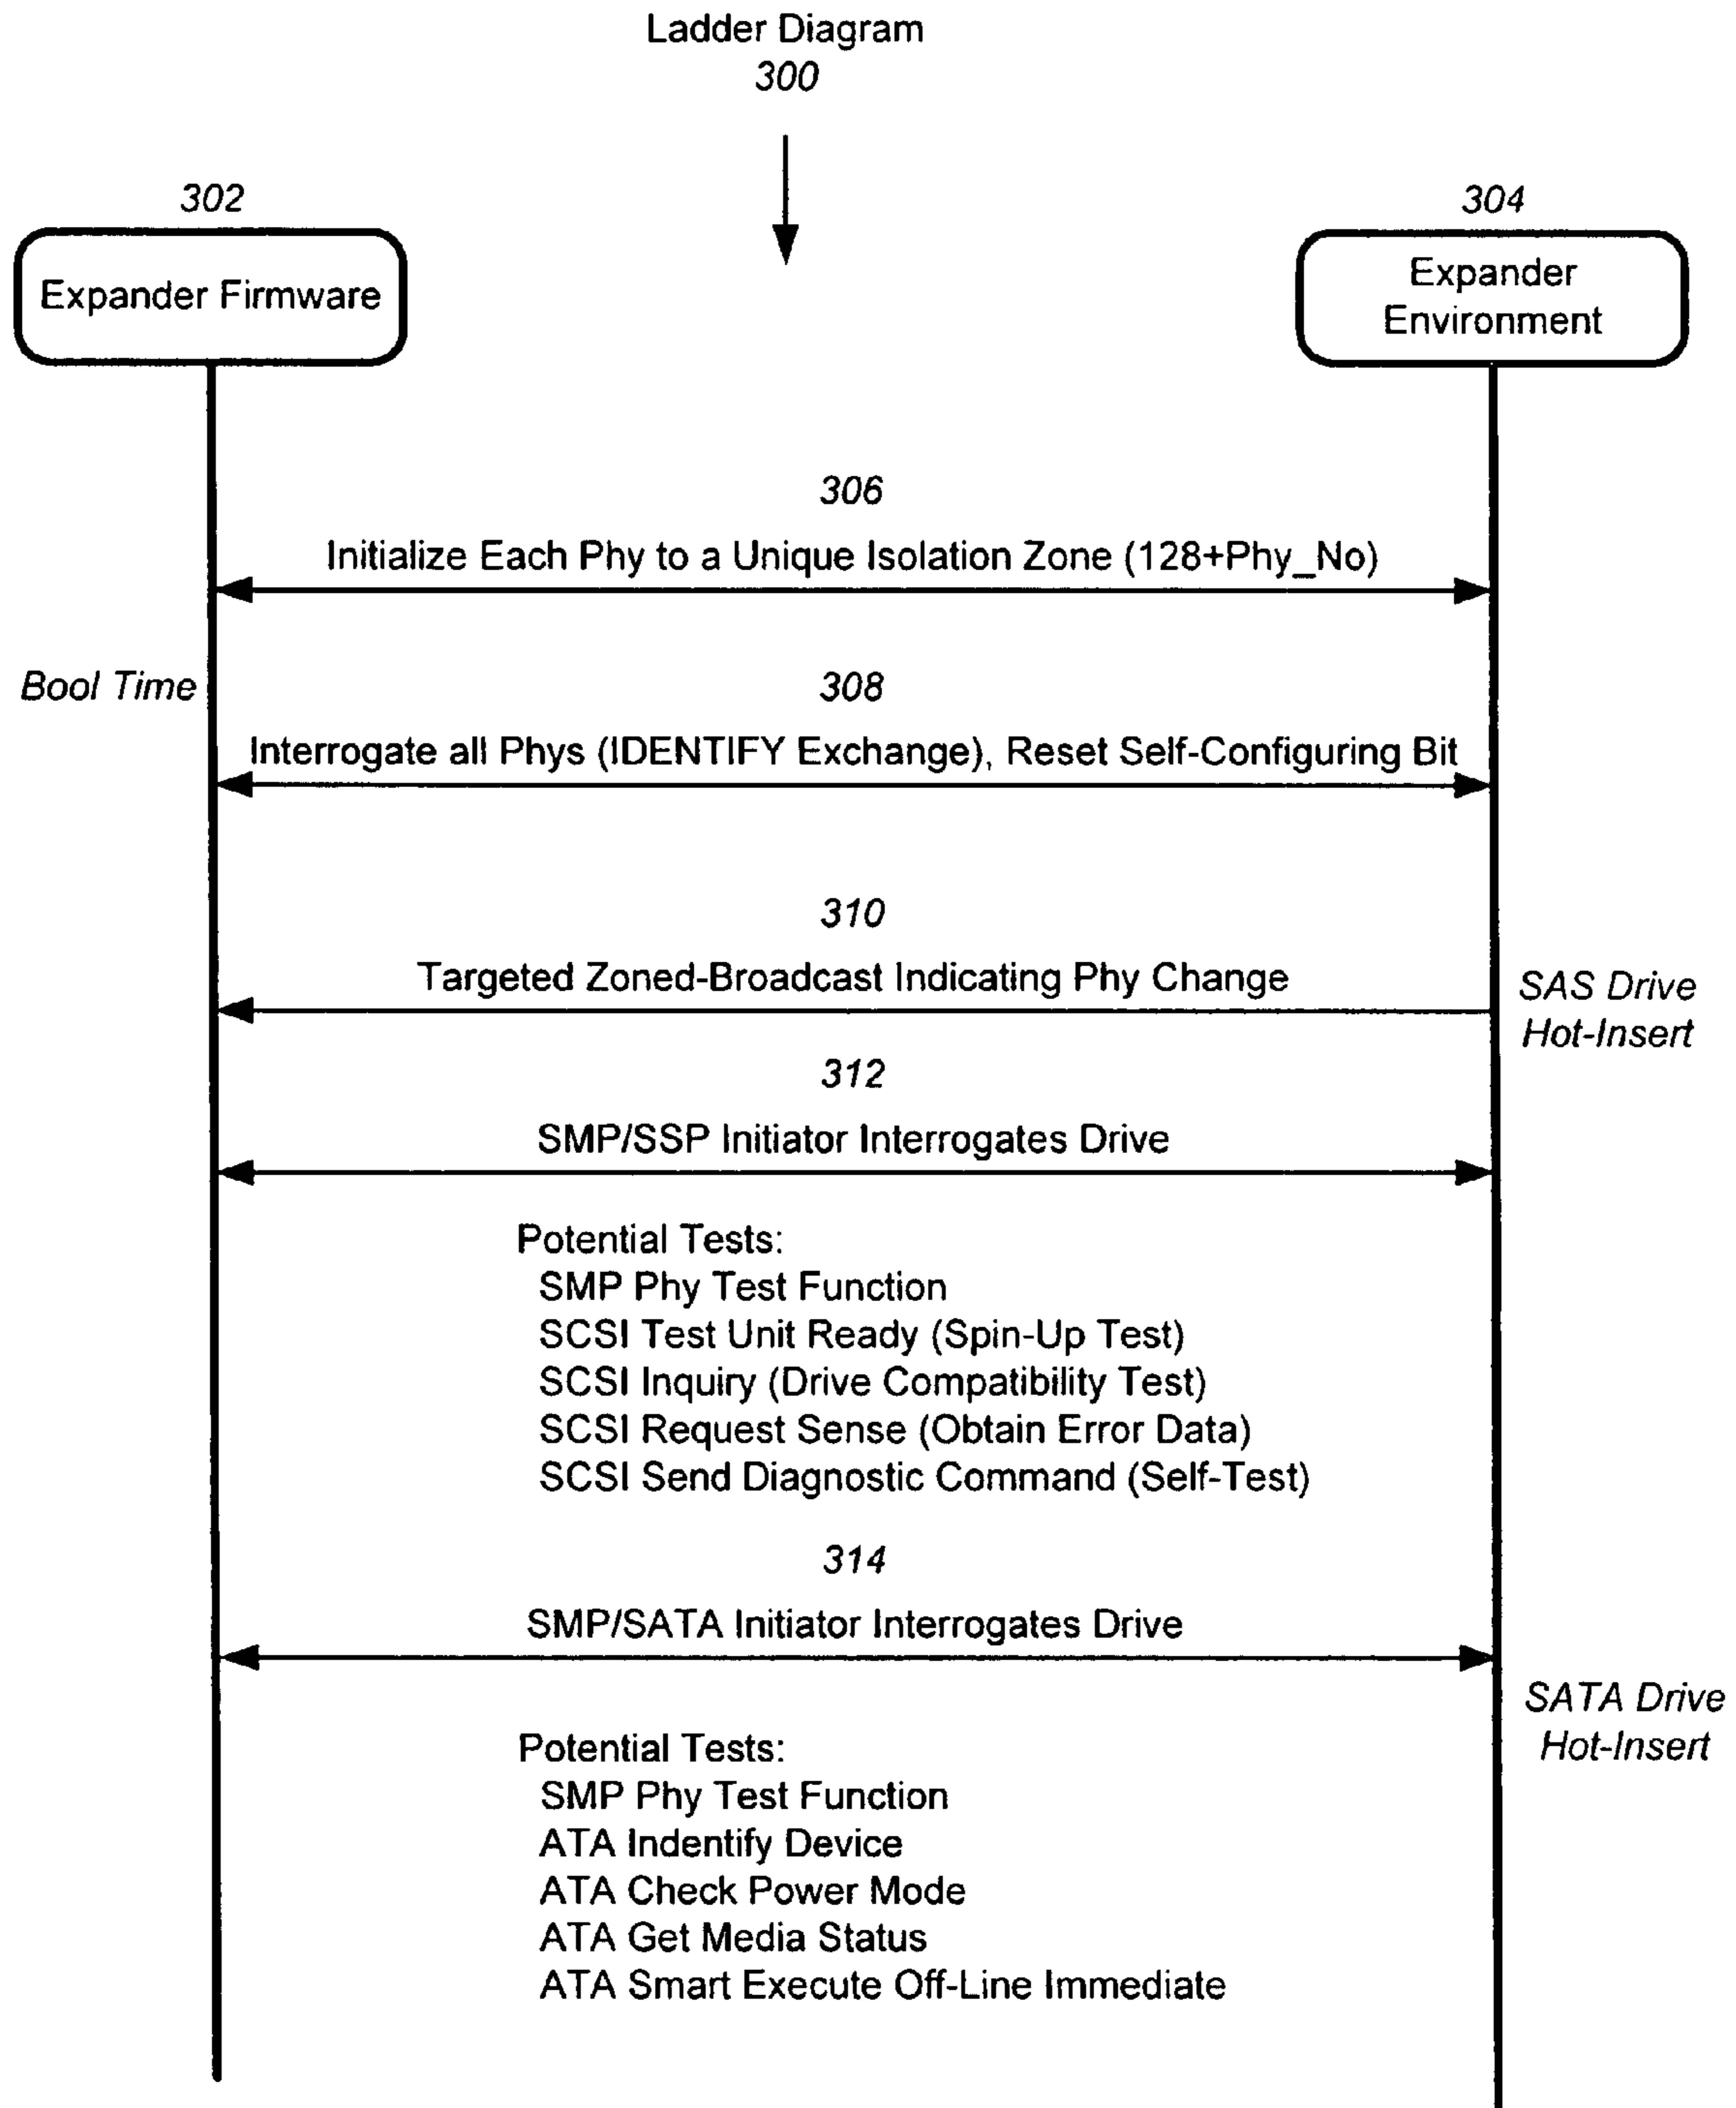 Ladder Diagram
300
302
304
Expander Firmware
Expander
Environment
306
Initialize Each Phy to a Unique Isolation Zone (128+Phy_No)
Bool Time
308
Interrogate all Phys (IDENTIFY Exchange), Reset Self-Configuring Bit
310
Targeted Zoned-Broadcast Indicating Phy Change
SAS Drive
Hot-Insert
312
SMP/SSP Initiator Interrogates Drive
Potential Tests:
SMP Phy Test Function
SCSI Test Unit Ready (Spin-Up Test)
SCSI Inquiry (Drive Compatibility Test)
SCSI Request Sense (Obtain Error Data)
SCSI Send Diagnostic Command (Self-Test)
314
SMP/SATA Initiator Interrogates Drive
SATA Drive
Hot-Insert
Potential Tests:
SMP Phy Test Function
ATA Indentify Device
ATA Check Power Mode
ATA Get Media Status
ATA Smart Execute Off-Line Immediate